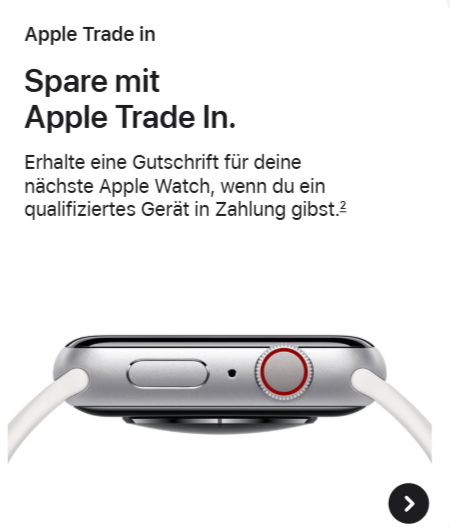 Apple Trade in
Spare mit
Apple Trade In.
Erhalte eine Gutschrift für deine
nächste Apple Watch, wenn du ein
qualifiziertes Gerät in Zahlung gibst.²